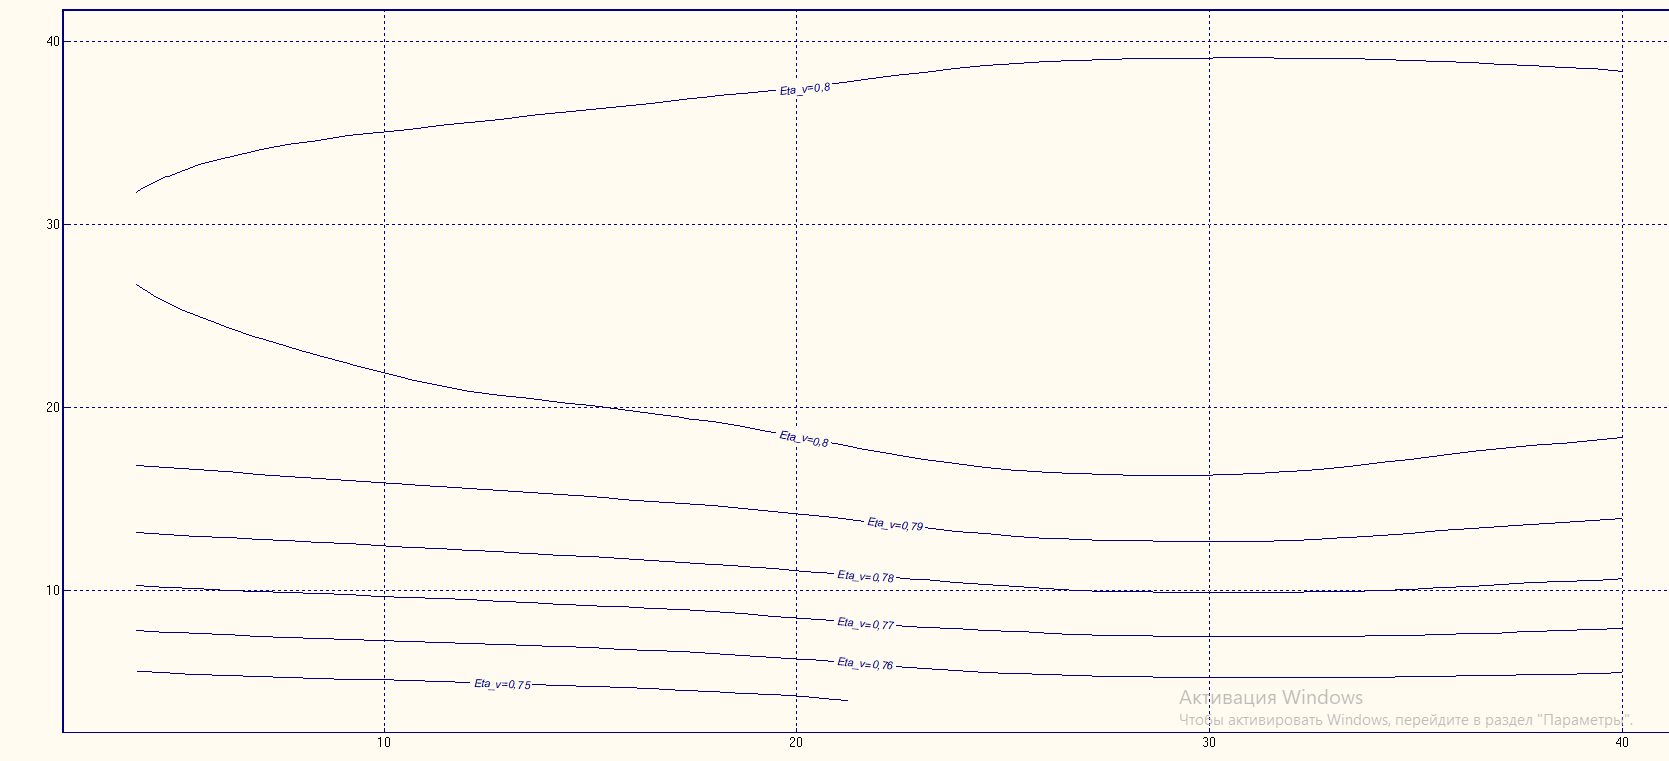 40
Eta_v=0,8
30
20
Eta_v=0,8
Eta_v=0,79
Eta_v=0,78
10
Eta_v=0,77
Eta_v=0,76
Eta_v=0,75
Активация Windows
Чтобы активировать Windows, перейдите в раздел "Параметры".
10 20 30 40